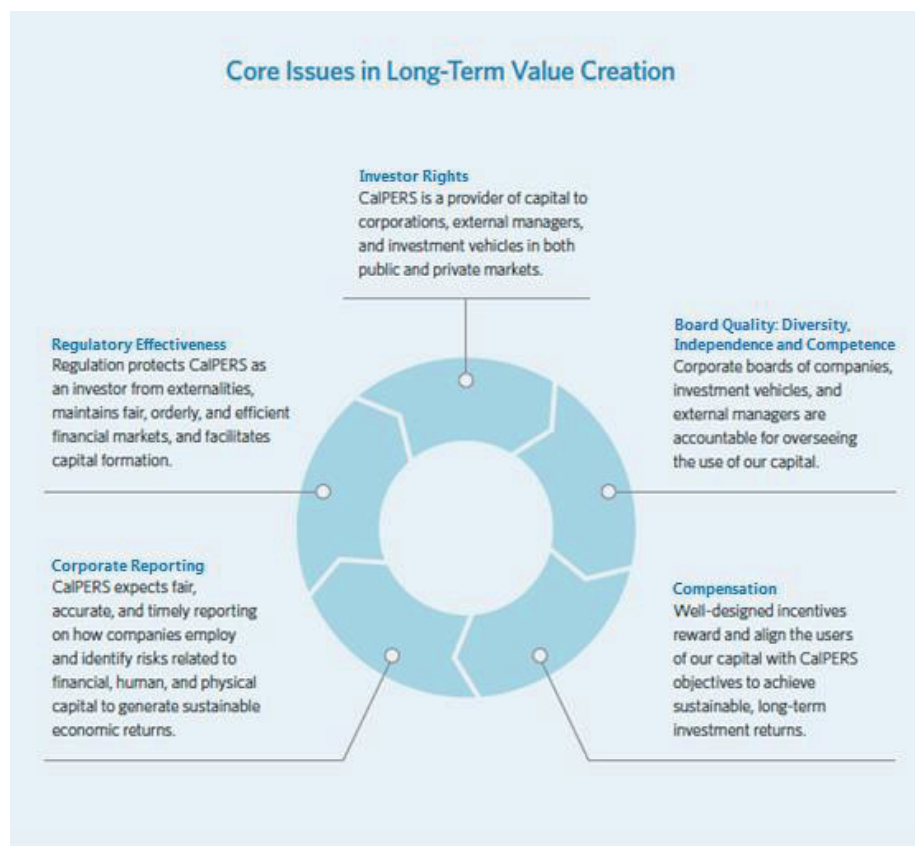 Core Issues in Long-Term Value Creation
Investor Rights
CalPERS is a provider of capital to
corporations, external managers,
and investment vehicles in both
public and private markets.
Board Quality: Diversity,
Independence and Competence
Corporate boards of companies,
investment vehicles, and
external managers are
accountable for overseeing
the use of our capital.
Compensation
Well-designed incentives
reward and align the users
of our capital with CalPERS
objectives to achieve
sustainable, long-term
investment returns.
Corporate Reporting
CalPERS expects fair,
accurate, and timely reporting
on how companies employ
and identify risks related to
financial, human, and physical
capital to generate sustainable
economic returns.
Regulatory Effectiveness
Regulation protects CalPERS as
an investor from externalities,
maintains fair, orderly, and efficient
financial markets, and facilitates
capital formation.